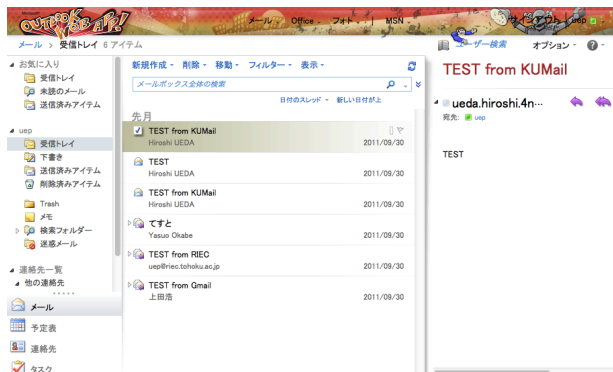 OUTLOOK WEB APP!
メール Office フォト MSN サインアウト uep
メール > 受信トレイ 6 アイテム
ユーザー検索 オプション
お気に入り
受信トレイ
未読のメール
送信済みアイテム
uep
受信トレイ
下書き
送信済みアイテム
削除済みアイテム
Trash
メモ
検索フォルダー
迷惑メール
連絡先一覧
他の連絡先
メール
予定表
連絡先
タスク
新規作成 削除 移動 フィルター 表示
メールボックス全体の検索
日付のスレッド 新しい日付が上
先月
TEST from KUMail
Hiroshi UEDA 2011/09/30
TEST
Hiroshi UEDA 2011/09/30
TEST from KUMail
Hiroshi UEDA 2011/09/30
てすと
Yasuo Okabe 2011/09/30
TEST from RIEC
uep@riec.tohoku.ac.jp 2011/09/30
TEST from Gmail
上田浩 2011/09/30
TEST from KUMail
ueda.hiroshi.4n…
宛先: uep
TEST